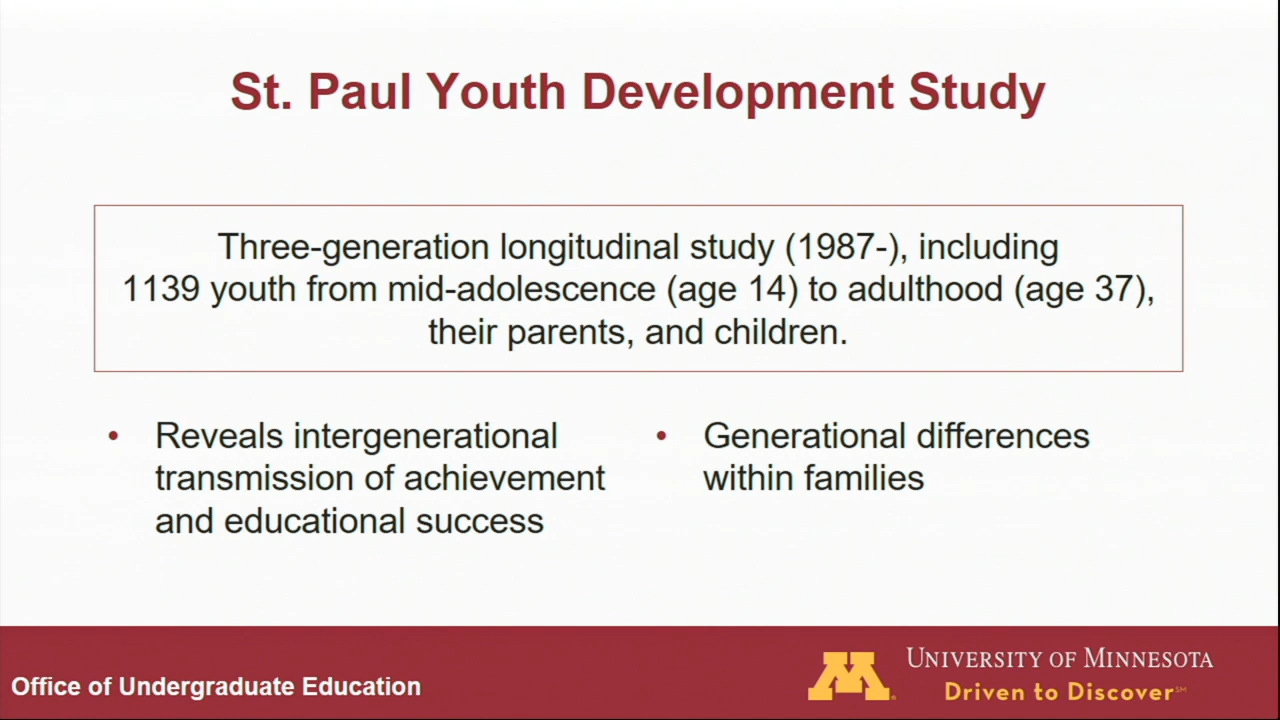 St. Paul Youth Development Study
Three-generation longitudinal study (1987-), including
1139 youth from mid-adolescence (age 14) to adulthood (age 37),
their parents, and children.
• Reveals intergenerational
transmission of achievement
and educational success
• Generational differences
within families
Office of Undergraduate Education
M
UNIVERSITY OF MINNESOTA
Driven to Discover℠